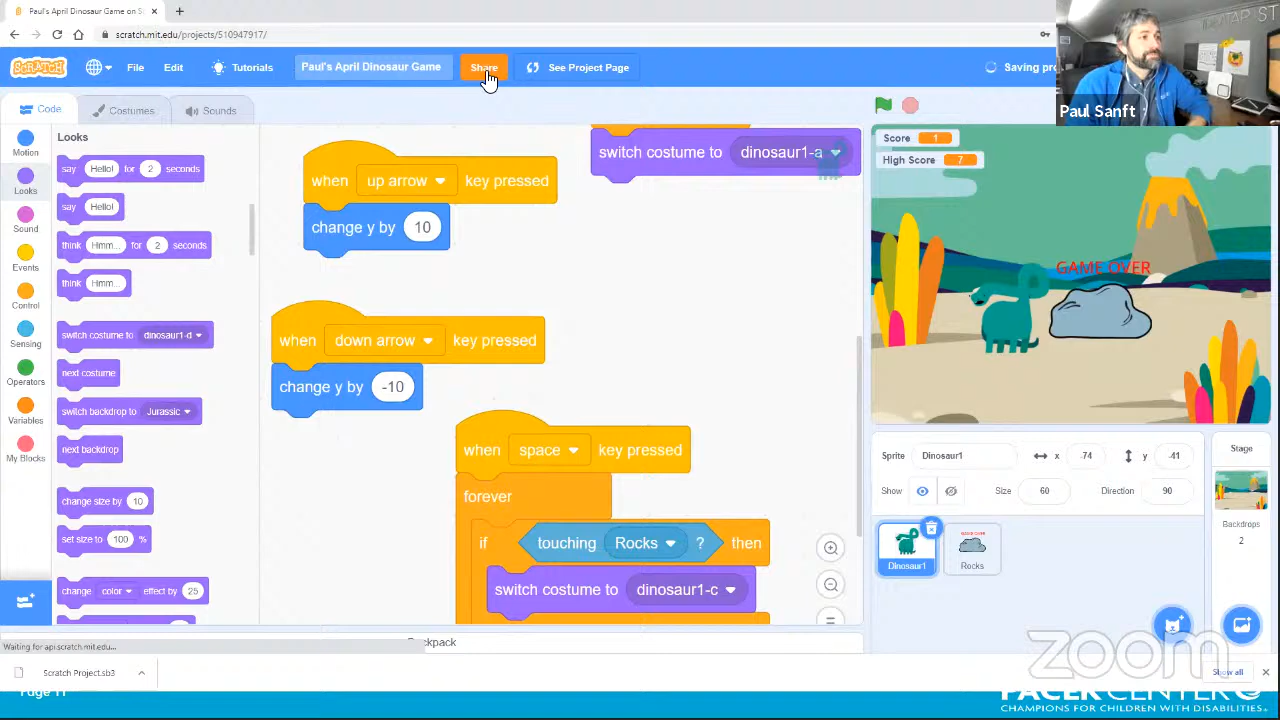 Paul's April Dinosaur Game on S
scratch.mit.edu/projects/510947917/
SCRATCH
File
Edit
Tutorials
Paul's April Dinosaur Game
Share
See Project Page
Saving pro
Paul Sanft
Code
Costumes
Sounds
Motion
Looks
Sound
Events
Control
Sensing
Operators
Variables
My Blocks
Looks
say Hello! for 2 seconds
say Hello!
think Hmm... for 2 seconds
think Hmm...
switch costume to dinosaur1-d
next costume
switch backdrop to Jurassic
next backdrop
change size by 10
set size to 100 %
change color effect by 25
switch costume to dinosaur1-a
when up arrow key pressed
change y by 10
when down arrow key pressed
change y by -10
when space key pressed
forever
if touching Rocks ? then
switch costume to dinosaur1-c
Score 1
High Score 7
GAME OVER
Sprite Dinosaur1 x -74 y -41
Show Size 60 Direction 90
Dinosaur1
Rocks
Stage
Backdrops
2
Backpack
Waiting for api.scratch.mit.edu...
Scratch Project.sb3
Show all
zoom
Page 11
PACER CENTER
CHAMPIONS FOR CHILDREN WITH DISABILITIES